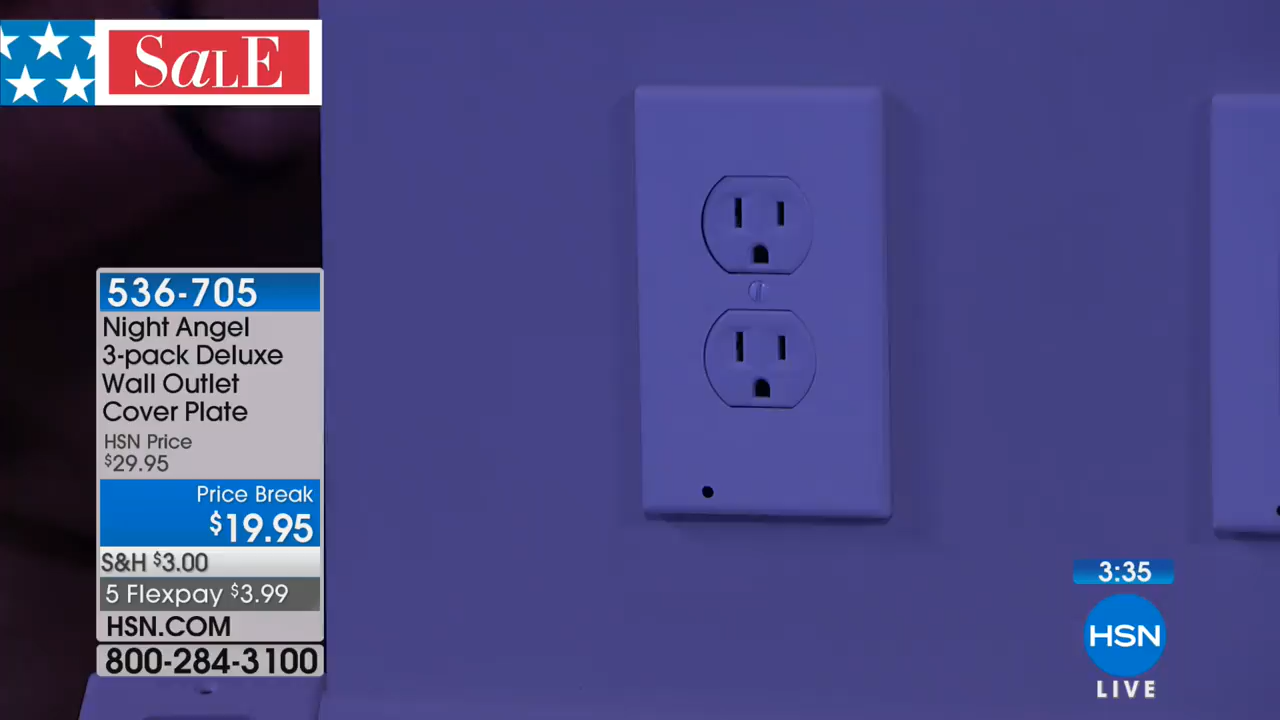 SaLE
536-705
Night Angel
3-pack Deluxe
Wall Outlet
Cover Plate
HSN Price
$29.95
Price Break
$19.95
S&H $3.00
5 Flexpay $3.99
HSN.COM
800-284-3100
3:35
HSN
LIVE